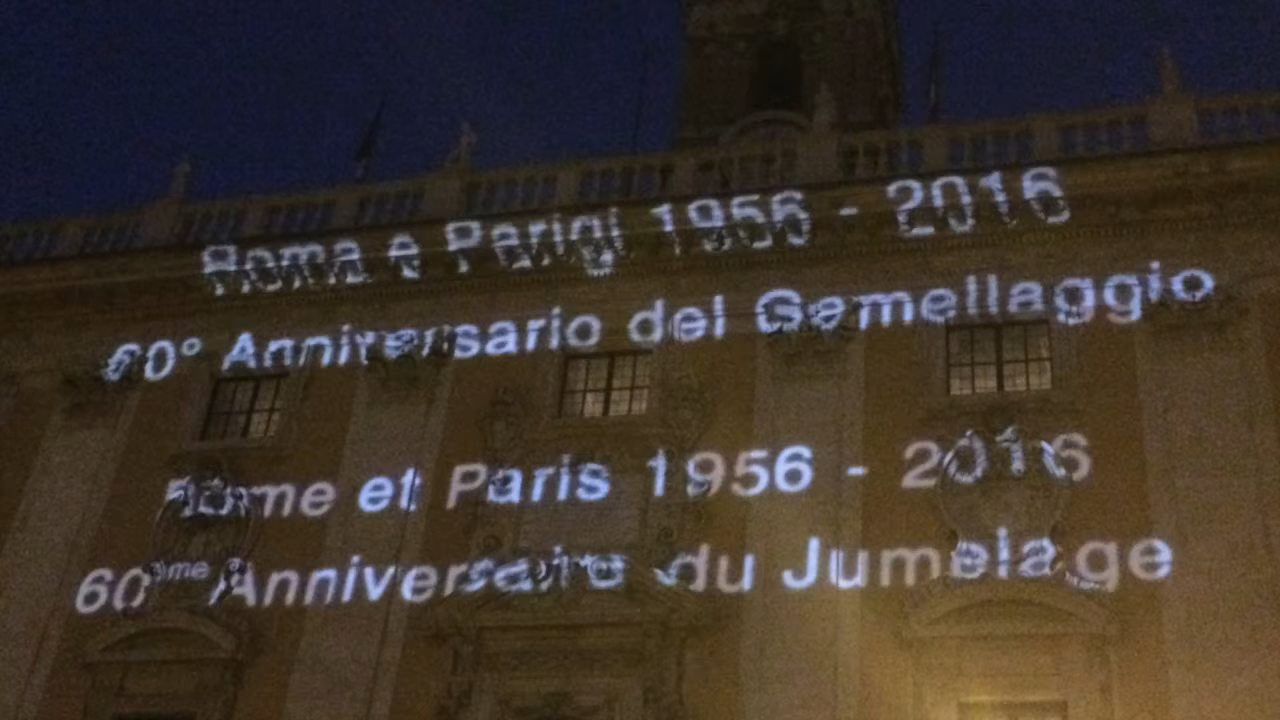 Roma e Parigi 1956 - 2016
60° Anniversario del Gemellaggio
Rome et Paris 1956 - 2016
60ème Anniversaire du Jumelage